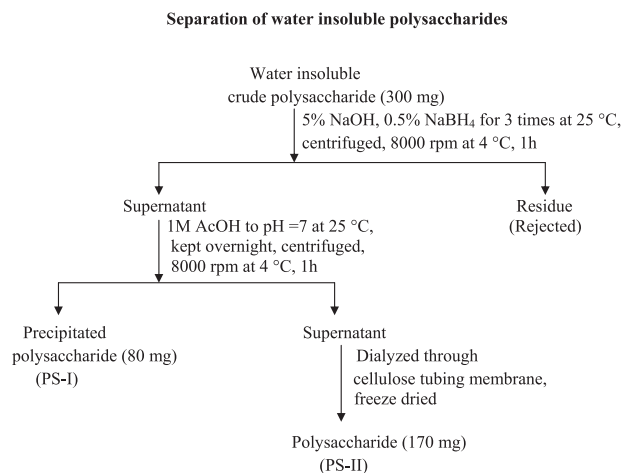 Separation of water insoluble polysaccharides
Water insoluble
crude polysaccharide (300 mg)
5% NaOH, 0.5% NaBH₄ for 3 times at 25 °C,
centrifuged, 8000 rpm at 4 °C, 1h
Supernatant
Residue
(Rejected)
1M AcOH to pH =7 at 25 °C,
kept overnight, centrifuged,
8000 rpm at 4 °C, 1h
Precipitated
polysaccharide (80 mg)
(PS-I)
Supernatant
Dialyzed through
cellulose tubing membrane,
freeze dried
Polysaccharide (170 mg)
(PS-II)